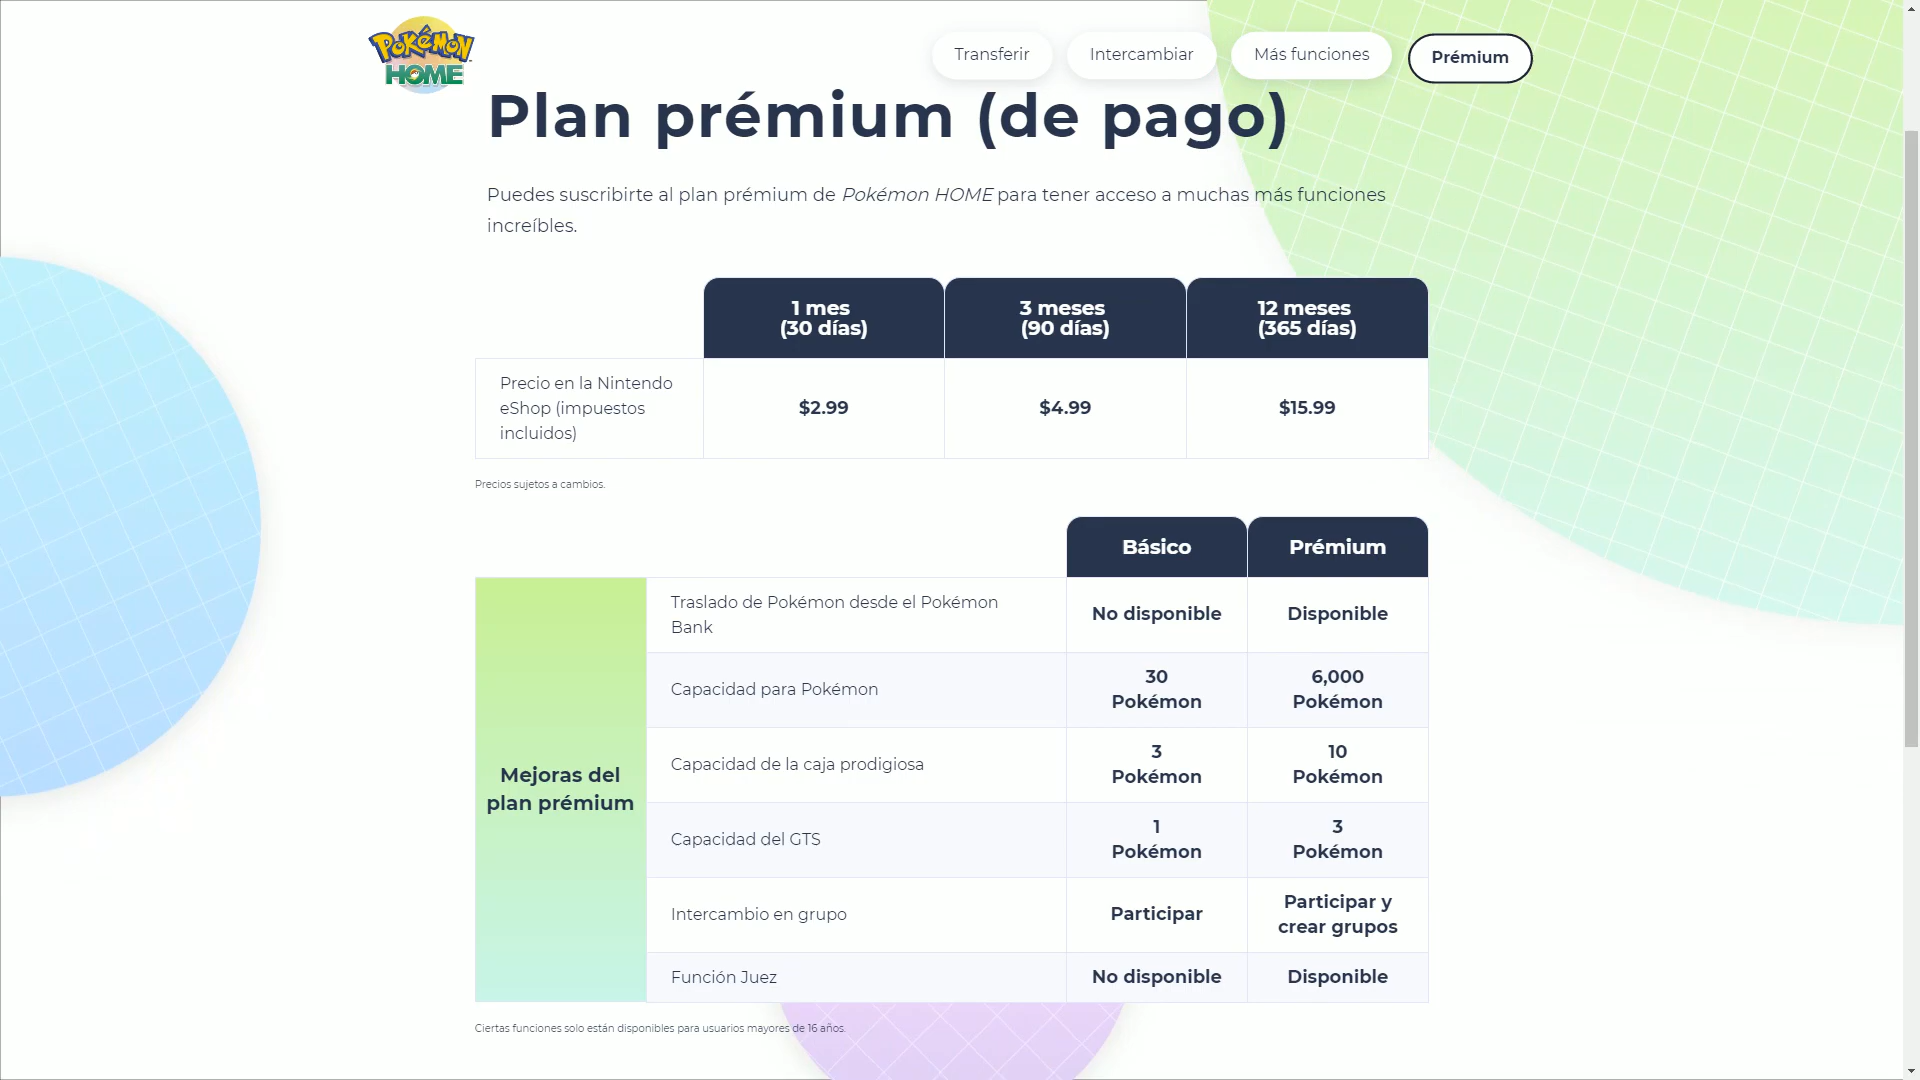 POKÉMON
HOME
Transferir
Intercambiar
Más funciones
Prémium
Plan prémium (de pago)
Puedes suscribirte al plan prémium de Pokémon HOME para tener acceso a muchas más funciones
increíbles.
1 mes
(30 días)
3 meses
(90 días)
12 meses
(365 días)
Precio en la Nintendo
eShop (impuestos
incluidos)
$2.99
$4.99
$15.99
Precios sujetos a cambios.
Básico
Prémium
Mejoras del
plan prémium
Traslado de Pokémon desde el Pokémon
Bank
No disponible
Disponible
Capacidad para Pokémon
30
Pokémon
6,000
Pokémon
Capacidad de la caja prodigiosa
3
Pokémon
10
Pokémon
Capacidad del GTS
1
Pokémon
3
Pokémon
Intercambio en grupo
Participar
Participar y
crear grupos
Función Juez
No disponible
Disponible
Ciertas funciones solo están disponibles para usuarios mayores de 16 años.